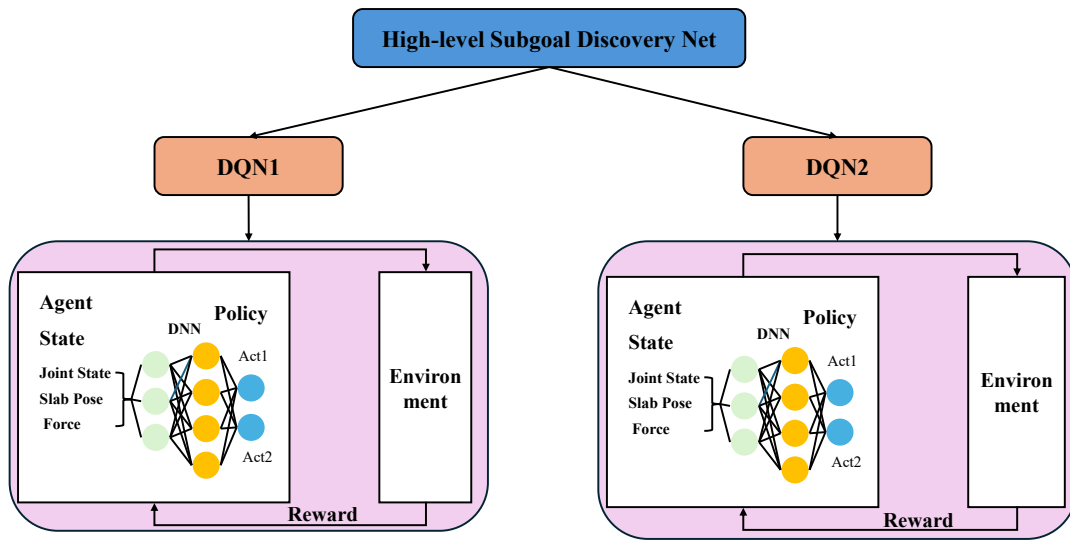 High-level Subgoal Discovery Net
DQN1
DQN2
Agent
Policy
DNN
State
Act1
Joint State
Slab Pose
Force
Act2
Environ
ment
Reward
Agent
Policy
DNN
State
Act1
Joint State
Slab Pose
Force
Act2
Environ
ment
Reward